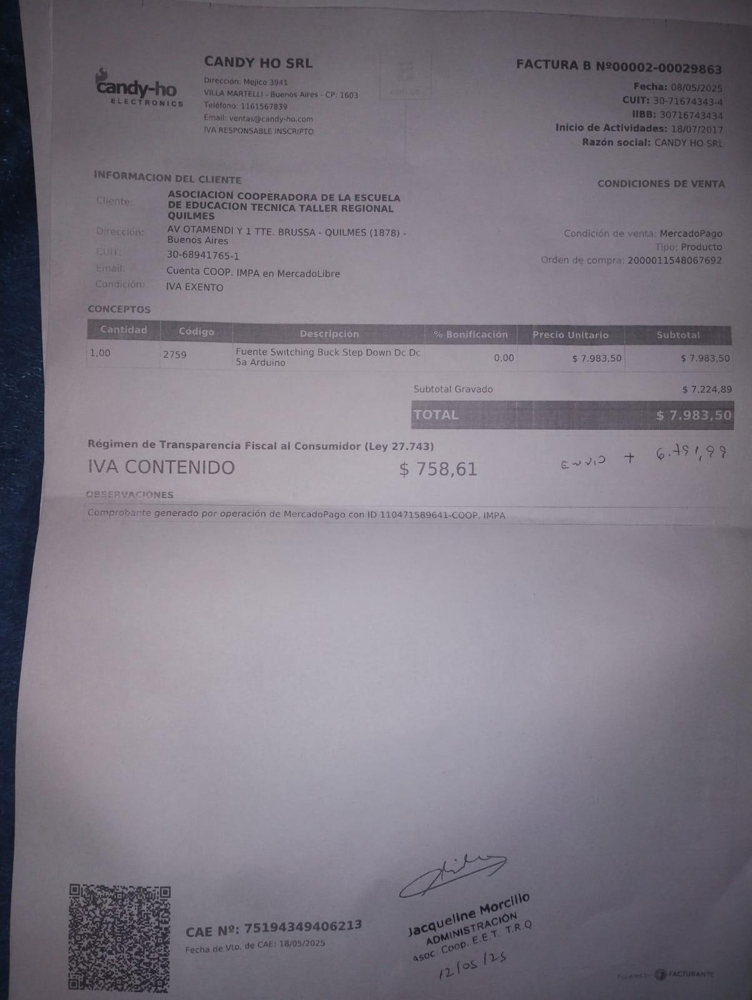 candy-ho
ELECTRONICS
CANDY HO SRL
Dirección: Mejico 3941
VILLA MARTELLI - Buenos Aires - CP: 1603
Teléfono: 1161567839
Email: ventas@candy-ho.com
IVA RESPONSABLE INSCRIPTO
FACTURA B Nº00002-00029863
Fecha: 08/05/2025
CUIT: 30-71674343-4
IIBB: 30716743434
Inicio de Actividades: 18/07/2017
Razón social: CANDY HO SRL
INFORMACION DEL CLIENTE
Cliente: ASOCIACION COOPERADORA DE LA ESCUELA
DE EDUCACION TECNICA TALLER REGIONAL
QUILMES
Dirección: AV OTAMENDI Y 1 TTE. BRUSSA - QUILMES (1878) -
Buenos Aires
CUIT: 30-68941765-1
Email: Cuenta COOP. IMPA en MercadoLibre
Condición: IVA EXENTO
CONDICIONES DE VENTA
Condición de venta: MercadoPago
Tipo: Producto
Orden de compra: 2000011548067692
CONCEPTOS
Cantidad Código Descripción % Bonificación Precio Unitario Subtotal
1,00 2759 Fuente Switching Buck Step Down Dc Dc 0,00 $ 7.983,50 $ 7.983,50
5a Arduino
Subtotal Gravado $ 7.224,89
TOTAL $ 7.983,50
Régimen de Transparencia Fiscal al Consumidor (Ley 27.743)
IVA CONTENIDO $ 758,61
ENVIO +
OBSERVACIONES
Comprobante generado por operación de MercadoPago con ID 110471589641-COOP. IMPA
CAE Nº: 75194349406213
Fecha de Vto. de CAE: 18/05/2025
Jacqueline Morcillo
ADMINISTRACIÓN
Asoc. Coop. E.E.T. T.R.Q
12/05/25
Powered by FACTURANTE